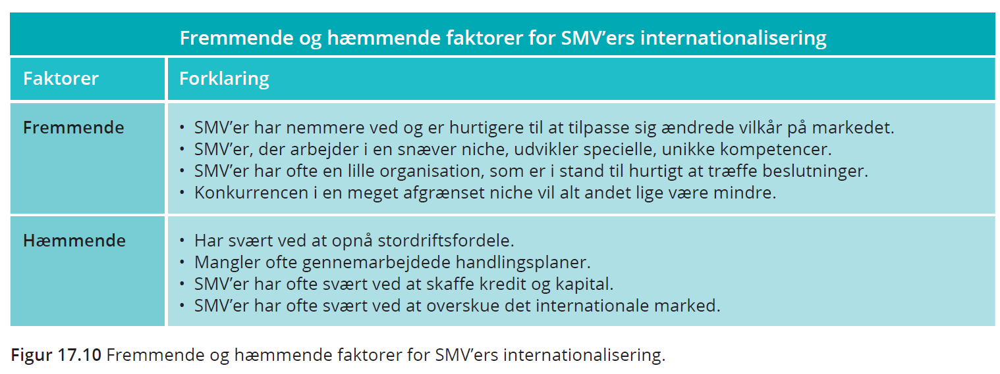 Fremmende og hæmmende faktorer for SMV’ers internationalisering
Faktorer
Forklaring
Fremmende
• SMV’er har nemmere ved og er hurtigere til at tilpasse sig ændrede vilkår på markedet.
• SMV’er, der arbejder i en snæver niche, udvikler specielle, unikke kompetencer.
• SMV’er har ofte en lille organisation, som er i stand til hurtigt at træffe beslutninger.
• Konkurrencen i en meget afgrænset niche vil alt andet lige være mindre.
Hæmmende
• Har svært ved at opnå stordriftsfordele.
• Mangler ofte gennemarbejdede handlingsplaner.
• SMV’er har ofte svært ved at skaffe kredit og kapital.
• SMV’er har ofte svært ved at overskue det internationale marked.
Figur 17.10 Fremmende og hæmmende faktorer for SMV’ers internationalisering.